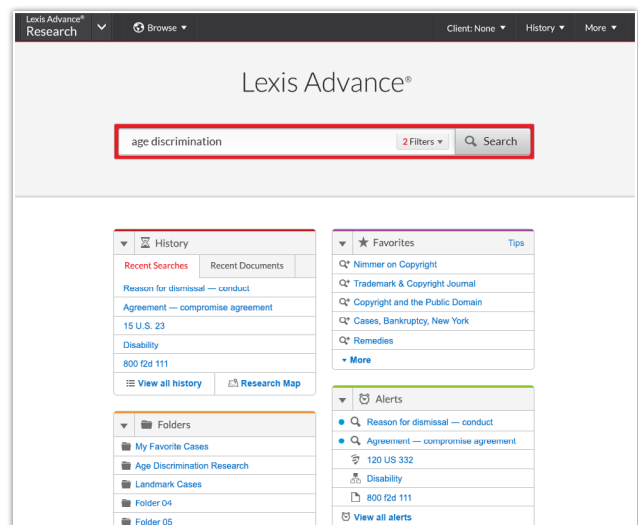 Lexis Advance®
Research
Browse
Client: None
History
More
Lexis Advance®
age discrimination
2 Filters
Search
History
Recent Searches
Recent Documents
Reason for dismissal — conduct
Agreement — compromise agreement
15 U.S. 23
Disability
800 f2d 111
View all history
Research Map
Folders
My Favorite Cases
Age Discrimination Research
Landmark Cases
Folder 04
Folder 05
Favorites
Tips
Nimmer on Copyright
Trademark & Copyright Journal
Copyright and the Public Domain
Cases, Bankruptcy, New York
Remedies
More
Alerts
Reason for dismissal — conduct
Agreement — compromise agreement
120 US 332
Disability
800 f2d 111
View all alerts